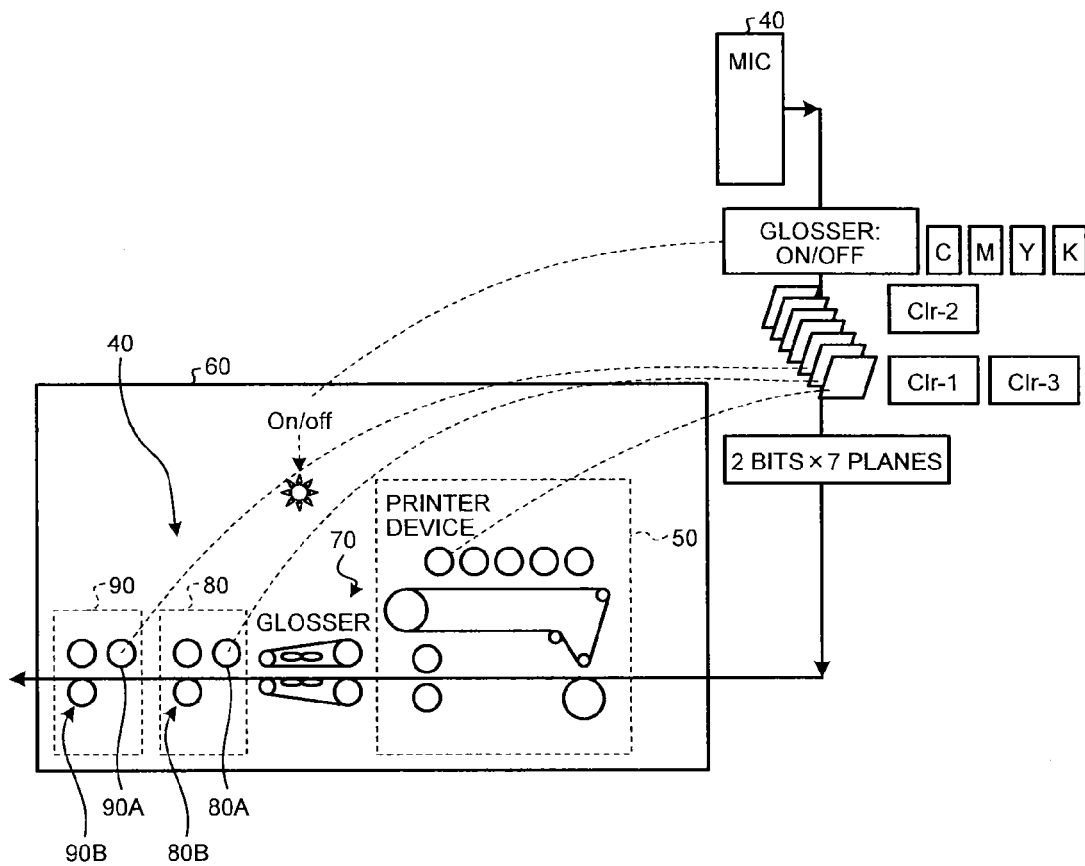 40
MIC
GLOSSER:
ON/OFF
C M Y K
Clr-2
Clr-1 Clr-3
2 BITS × 7 PLANES
60
40
On/off
PRINTER
DEVICE
50
70
90
80
GLOSSER
90A
80A
90B
80B